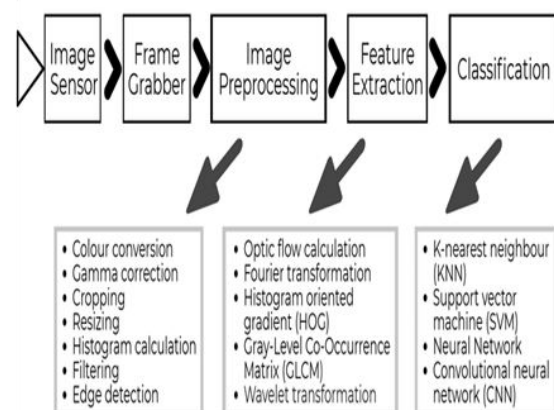 Image
Sensor
Frame
Grabber
Image
Preprocessing
Feature
Extraction
Classification
• Colour conversion
• Gamma correction
• Cropping
• Resizing
• Histogram calculation
• Filtering
• Edge detection
• Optic flow calculation
• Fourier transformation
• Histogram oriented
gradient (HOG)
• Gray-Level Co-Occurrence
Matrix (GLCM)
• Wavelet transformation
• K-nearest neighbour
(KNN)
• Support vector
machine (SVM)
• Neural Network
• Convolutional neural
network (CNN)